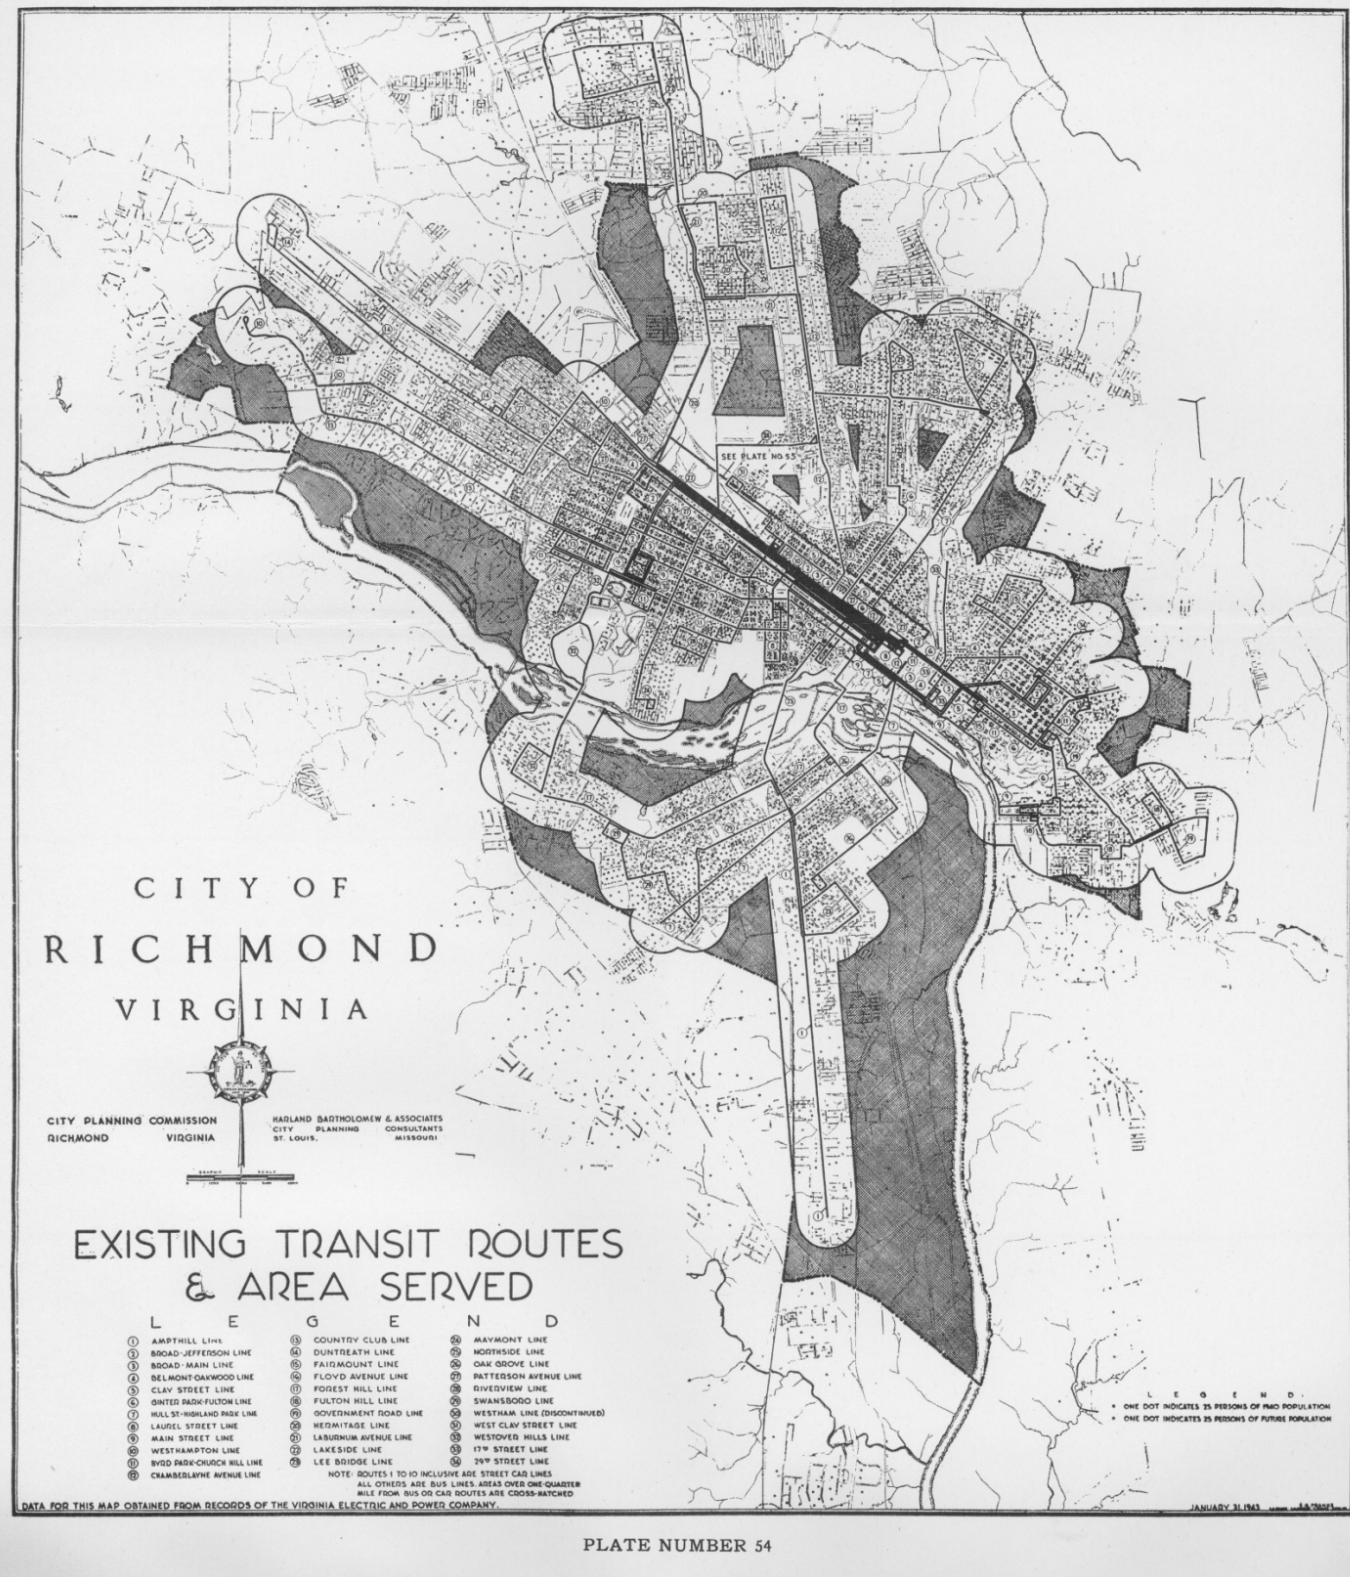 SEE PLATE NO. 55
CITY OF
RICHMOND
VIRGINIA
CITY PLANNING COMMISSION
RICHMOND VIRGINIA
HARLAND BARTHOLOMEW & ASSOCIATES
CITY PLANNING CONSULTANTS
ST. LOUIS, MISSOURI
GRAPHIC SCALE
EXISTING TRANSIT ROUTES
& AREA SERVED
LEGEND
1 AMPTHILL LINE
2 BROAD-JEFFERSON LINE
3 BROAD-MAIN LINE
4 BELMONT-OAKWOOD LINE
5 CLAY STREET LINE
6 GINTER PARK-FULTON LINE
7 HULL ST-HIGHLAND PARK LINE
8 LAUREL STREET LINE
9 MAIN STREET LINE
10 WESTHAMPTON LINE
11 BYRD PARK-CHURCH HILL LINE
12 CHAMBERLAYNE AVENUE LINE
13 COUNTRY CLUB LINE
14 DUNTREATH LINE
15 FAIRMOUNT LINE
16 FLOYD AVENUE LINE
17 FOREST HILL LINE
18 FULTON HILL LINE
19 GOVERNMENT ROAD LINE
20 HERMITAGE LINE
21 LABURNUM AVENUE LINE
22 LAKESIDE LINE
23 LEE BRIDGE LINE
24 MAYMONT LINE
25 NORTHSIDE LINE
26 OAK GROVE LINE
27 PATTERSON AVENUE LINE
28 RIVERVIEW LINE
29 SWANSBORO LINE
30 WESTHAM LINE (DISCONTINUED)
31 WEST CLAY STREET LINE
32 WESTOVER HILLS LINE
33 17TH STREET LINE
34 29TH STREET LINE
NOTE: ROUTES 1 TO 10 INCLUSIVE ARE STREET CAR LINES
ALL OTHERS ARE BUS LINES. AREAS OVER ONE-QUARTER
MILE FROM BUS OR CAR ROUTES ARE CROSS-HATCHED
DATA FOR THIS MAP OBTAINED FROM RECORDS OF THE VIRGINIA ELECTRIC AND POWER COMPANY.
LEGEND.
ONE DOT INDICATES 25 PERSONS OF 1940 POPULATION
ONE DOT INDICATES 25 PERSONS OF FUTURE POPULATION
JANUARY 31, 1943
PLATE NUMBER 54